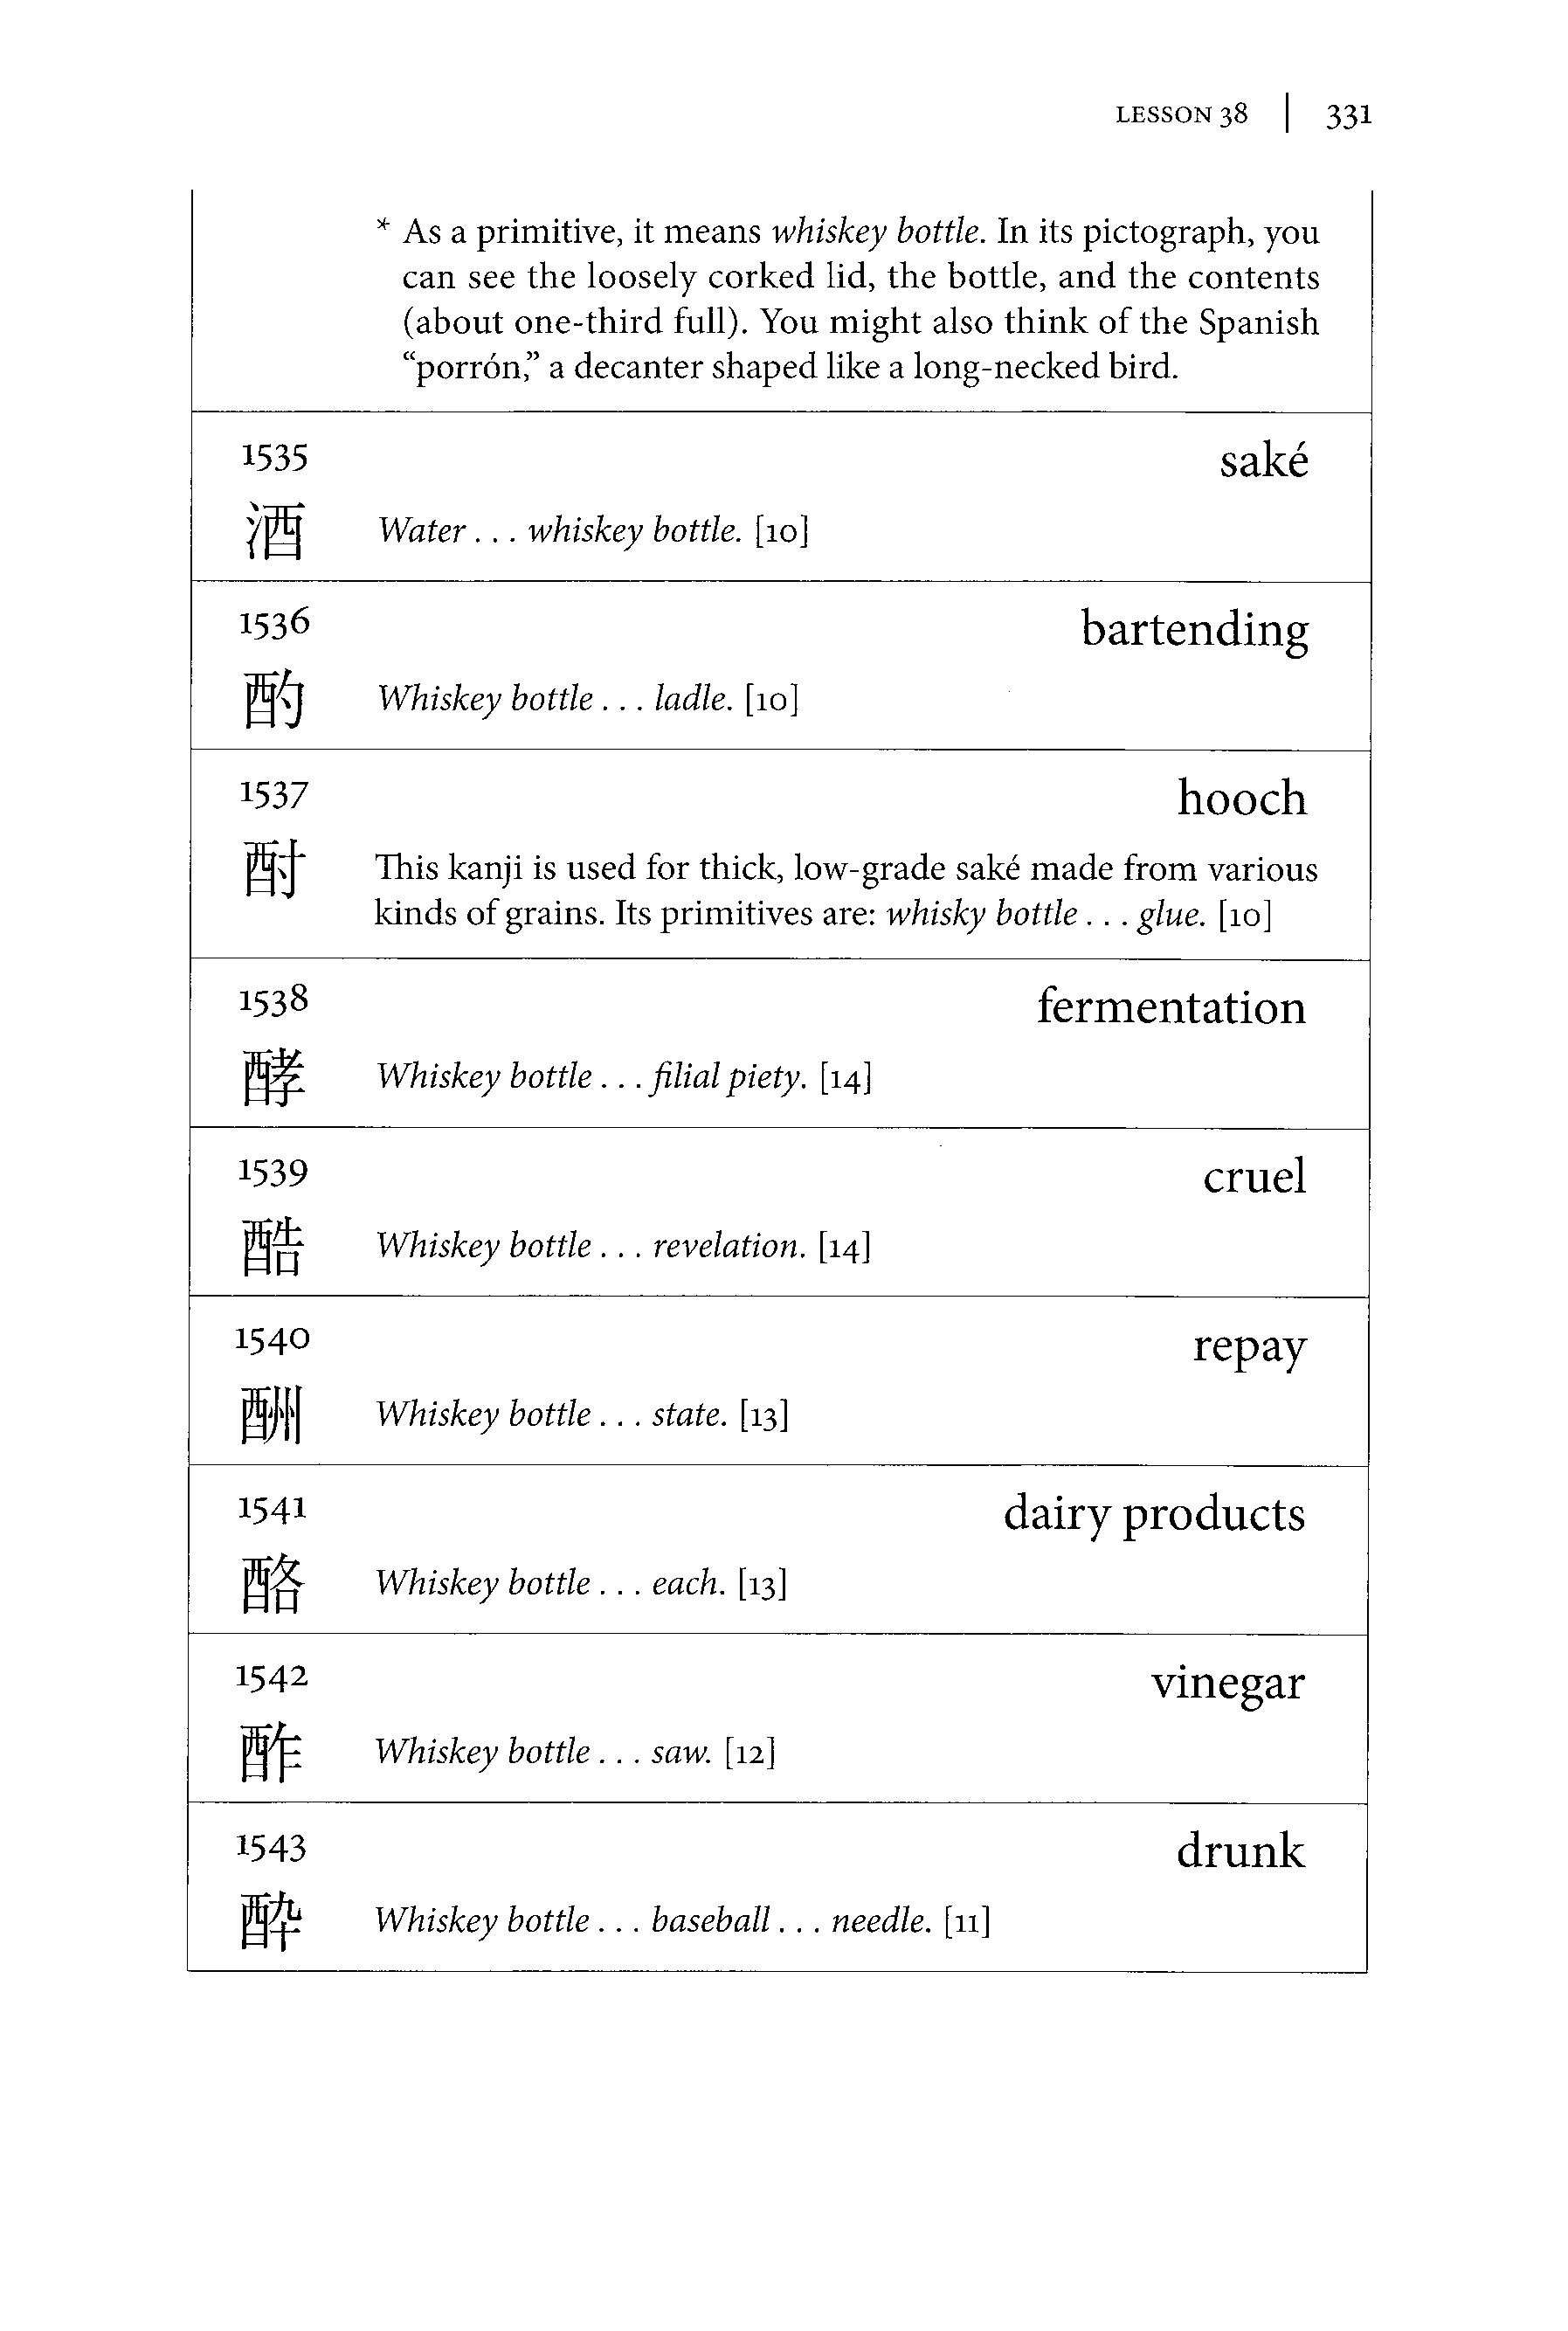 LESSON 38 | 331
* As a primitive, it means whiskey bottle. In its pictograph, you
can see the loosely corked lid, the bottle, and the contents
(about one-third full). You might also think of the Spanish
“porrón,” a decanter shaped like a long-necked bird.
1535 saké
酒 Water . . . whiskey bottle. [10]
1536 bartending
酌 Whiskey bottle . . . ladle. [10]
1537 hooch
酎 This kanji is used for thick, low-grade saké made from various
kinds of grains. Its primitives are: whisky bottle . . . glue. [10]
1538 fermentation
酵 Whiskey bottle . . . filial piety. [14]
1539 cruel
酷 Whiskey bottle . . . revelation. [14]
1540 repay
酬 Whiskey bottle . . . state. [13]
1541 dairy products
酪 Whiskey bottle . . . each. [13]
1542 vinegar
酢 Whiskey bottle . . . saw. [12]
1543 drunk
酔 Whiskey bottle . . . baseball . . . needle. [11]